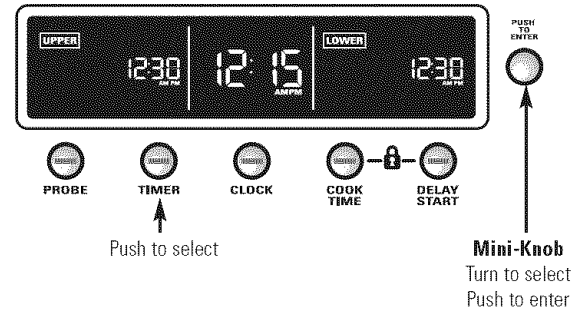 UPPER
12:30
AM PM
12:15
AMPM
LOWER
12:30
AM PM
PUSH
TO
ENTER
PROBE
TIMER
CLOCK
COOK
TIME
DELAY
START
Push to select
Mini-Knob
Turn to select
Push to enter